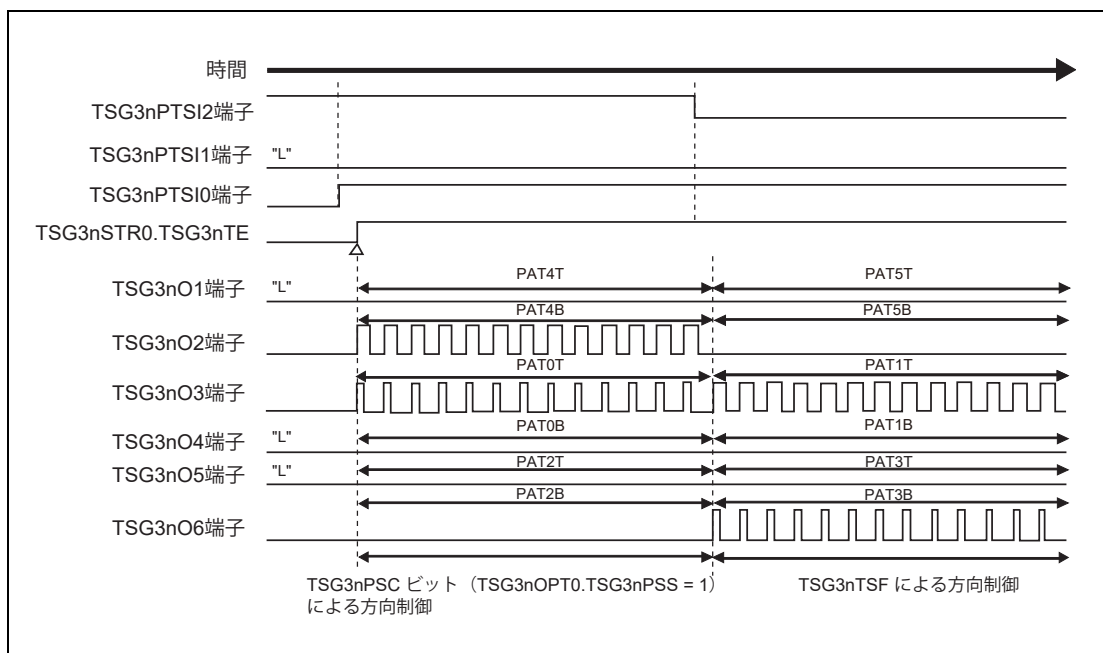 時間
TSG3nPTSI2端子
TSG3nPTSI1端子 "L"
TSG3nPTSI0端子
TSG3nSTR0.TSG3nTE
PAT4T PAT5T
TSG3nO1端子 "L"
PAT4B PAT5B
TSG3nO2端子
PAT0T PAT1T
TSG3nO3端子
PAT0B PAT1B
TSG3nO4端子 "L"
PAT2T PAT3T
TSG3nO5端子 "L"
PAT2B PAT3B
TSG3nO6端子
TSG3nPSC ビット（TSG3nOPT0.TSG3nPSS = 1）
による方向制御
TSG3nTSF による方向制御